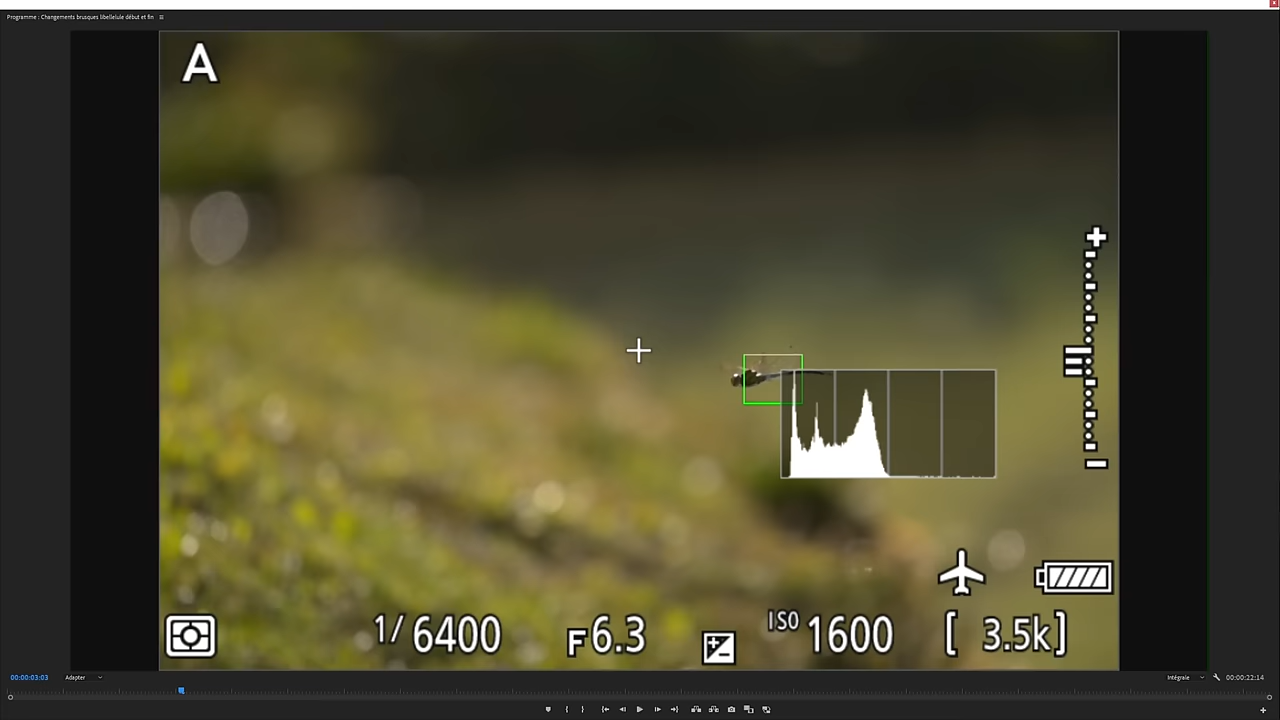 Programme : Changements brusques libellelule début et fin
A
1/ 6400 F6.3 ISO 1600 [ 3.5k]
00:00:03:03 Adapter Intégrale 00:00:22:14